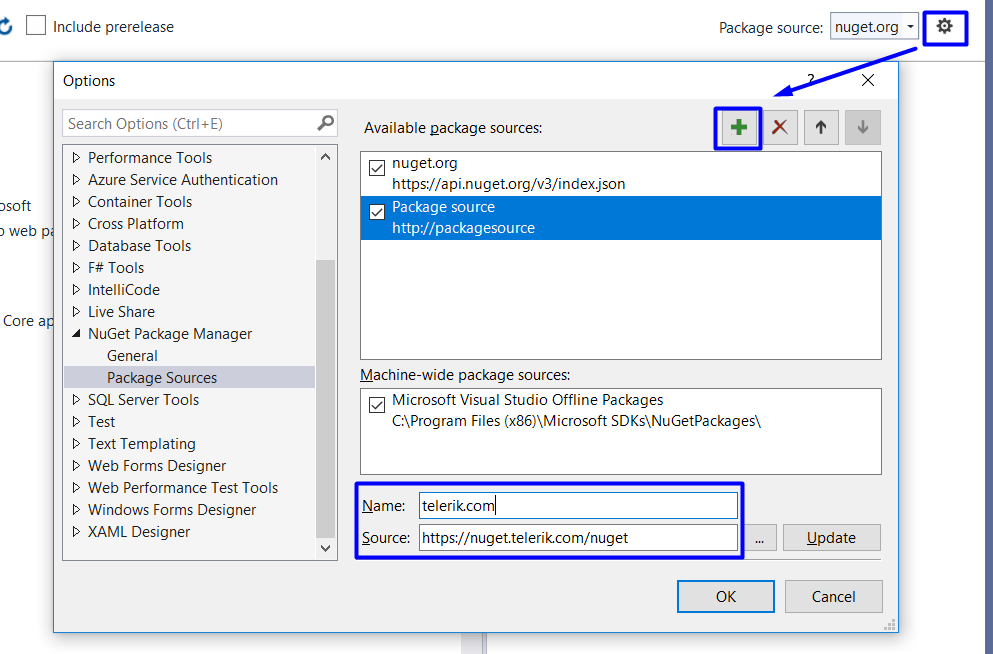 Include prerelease
Package source: nuget.org
Options
?
Search Options (Ctrl+E)
Performance Tools
Azure Service Authentication
Container Tools
Cross Platform
Database Tools
F# Tools
IntelliCode
Live Share
NuGet Package Manager
General
Package Sources
SQL Server Tools
Test
Text Templating
Web Forms Designer
Web Performance Test Tools
Windows Forms Designer
XAML Designer
Available package sources:
nuget.org
https://api.nuget.org/v3/index.json
Package source
http://packagesource
Machine-wide package sources:
Microsoft Visual Studio Offline Packages
C:\Program Files (x86)\Microsoft SDKs\NuGetPackages\
Name: telerik.com
Source: https://nuget.telerik.com/nuget
...
Update
OK
Cancel
osoft
web pa
Core ap